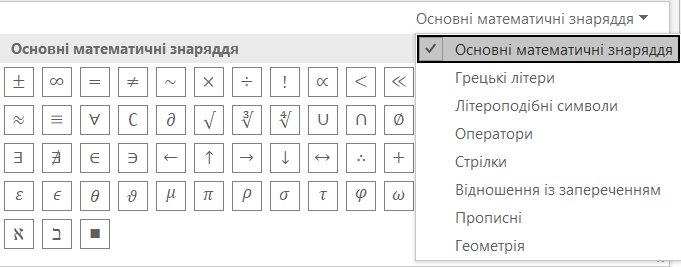 Основні математичні знаряддя
Основні математичні знаряддя
± ∞ = ≠ ~ × ÷ ! ∝ < ≪
≈ ≡ ∀ ∁ ∂ √ ∛ ∜ ∪ ∩ ∅
∃ ∄ ∈ ∋ ← ↑ → ↓ ↔ ∴ +
ε ϵ θ ϑ μ π ρ σ τ φ ω
ℵ ℶ ■
Основні математичні знаряддя
Грецькі літери
Літероподібні символи
Оператори
Стрілки
Відношення із запереченням
Прописні
Геометрія